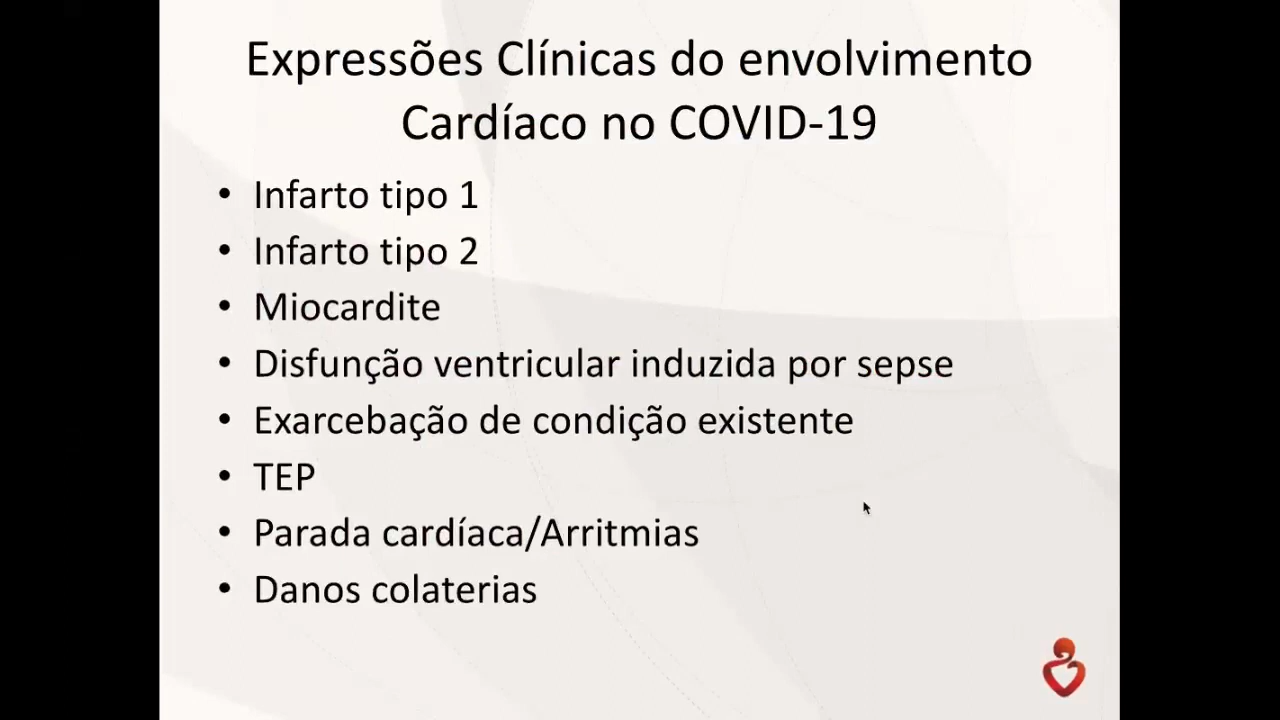 Expressões Clínicas do envolvimento
Cardíaco no COVID-19
• Infarto tipo 1
• Infarto tipo 2
• Miocardite
• Disfunção ventricular induzida por sepse
• Exarcebação de condição existente
• TEP
• Parada cardíaca/Arritmias
• Danos colaterias